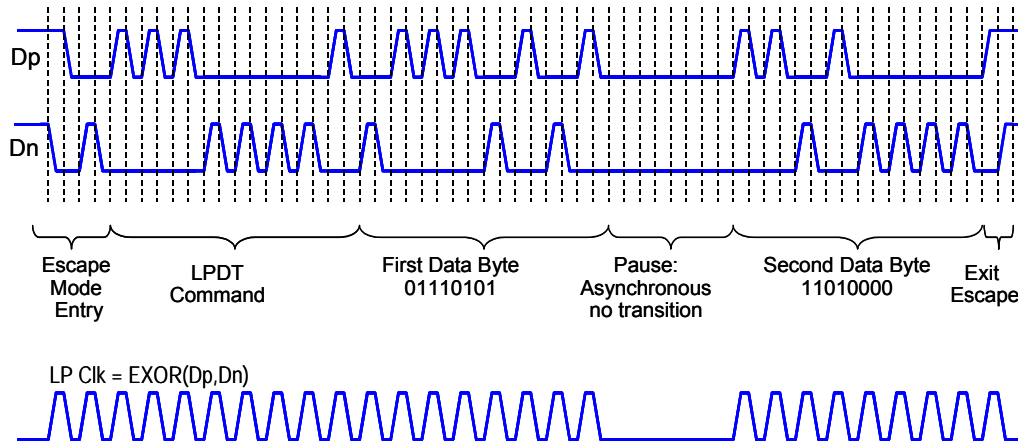 Dp
Dn
Escape
Mode
Entry
LPDT
Command
First Data Byte
01110101
Pause:
Asynchronous
no transition
Second Data Byte
11010000
Exit
Escape
LP Clk = EXOR(Dp,Dn)